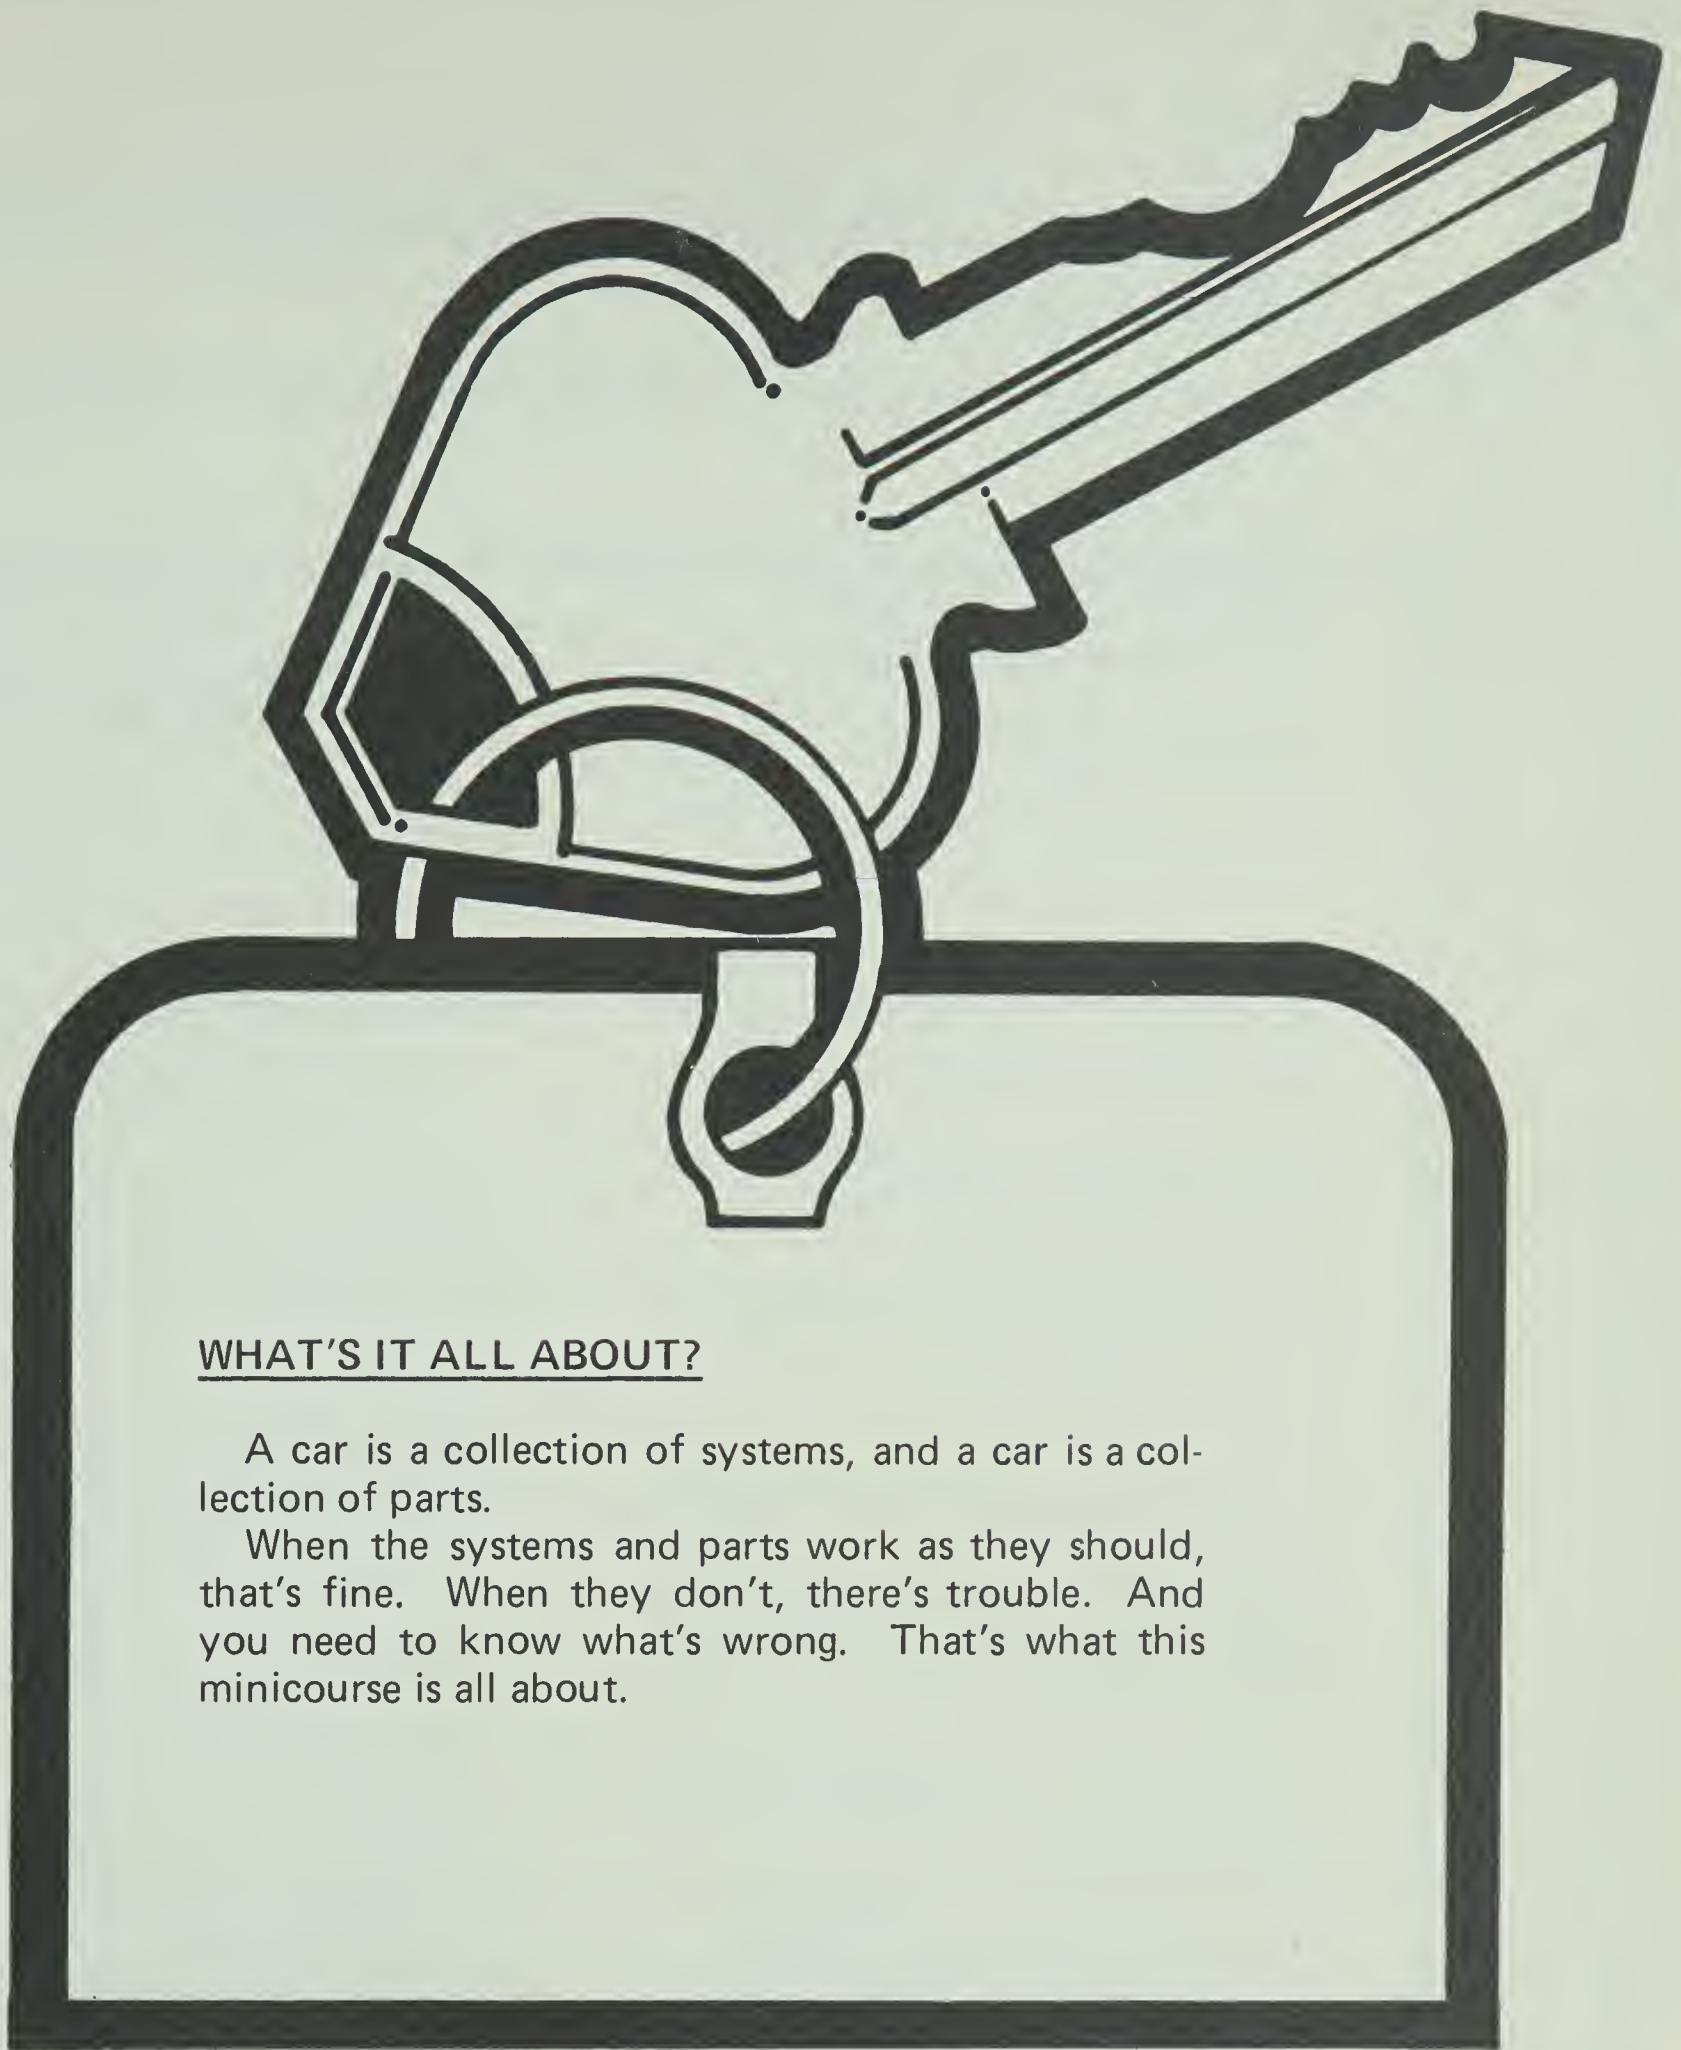 WHAT'S IT ALL ABOUT?
A car is a collection of systems, and a car is a col-
lection of parts.
When the systems and parts work as they should,
that's fine. When they don't, there's trouble. And
you need to know what's wrong. That's what this
minicourse is all about.